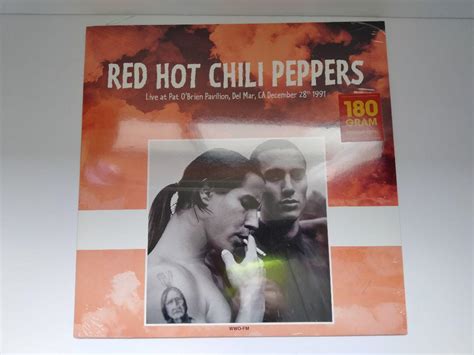 RED HOT CHILI PEPPERS
Live at Pat O'Brien Pavilion, Del Mar, CA December 28th 1991
180
GRAM
WWO-FM